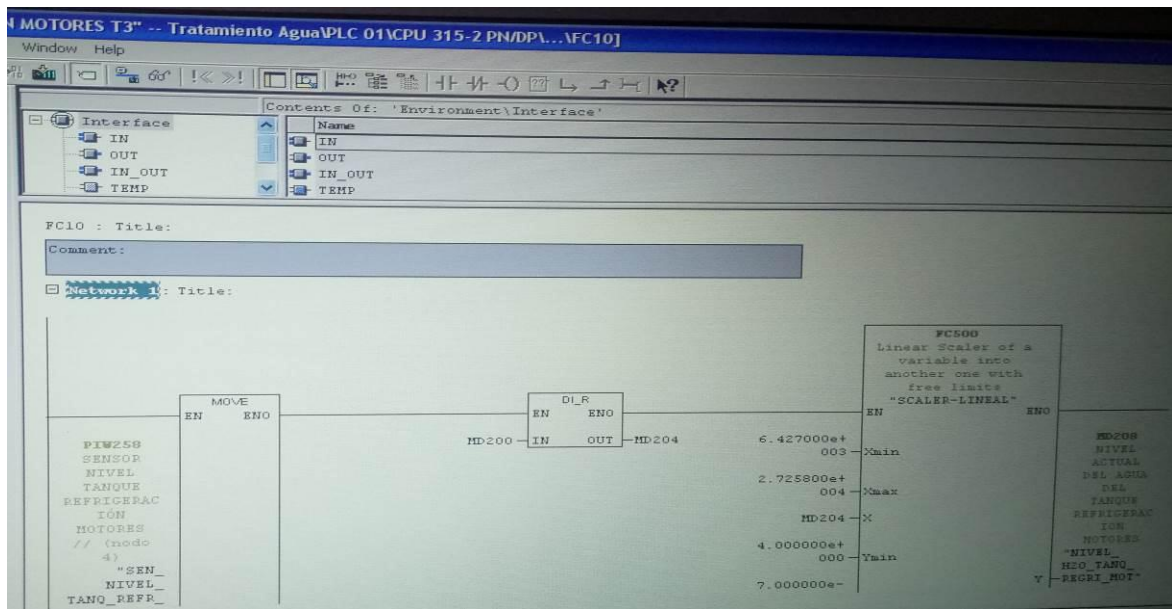 N MOTORES T3" -- Tratamiento Agua\PLC 01\CPU 315-2 PN/DP\...\FC10]
Window Help
Contents Of: 'Environment\Interface'
Interface
IN
OUT
IN_OUT
TEMP
Name
IN
OUT
IN_OUT
TEMP
FC10 : Title:
Comment:
Network 1: Title:
MOVE
EN ENO
PIW258
SENSOR
NIVEL
TANQUE
REFRIGERAC
IÓN
MOTORES
// (nodo
4)
"SEN_
NIVEL_
TANQ_REFR_
DI_R
EN ENO
MD200 IN OUT MD204
FC500
Linear Scaler of a
variable into
another one with
free limits
"SCALER-LINEAL"
EN ENO
6.427000e+
003 Xmin
2.725800e+
004 Xmax
MD204 X
4.000000e+
000 Ymin
7.000000e-
Y
MD208
NIVEL
ACTUAL
DEL AGUA
DEL
TANQUE
REFRIGERAC
ION
MOTORES
"NIVEL_
H2O_TANQ_
REGRI_MOT"